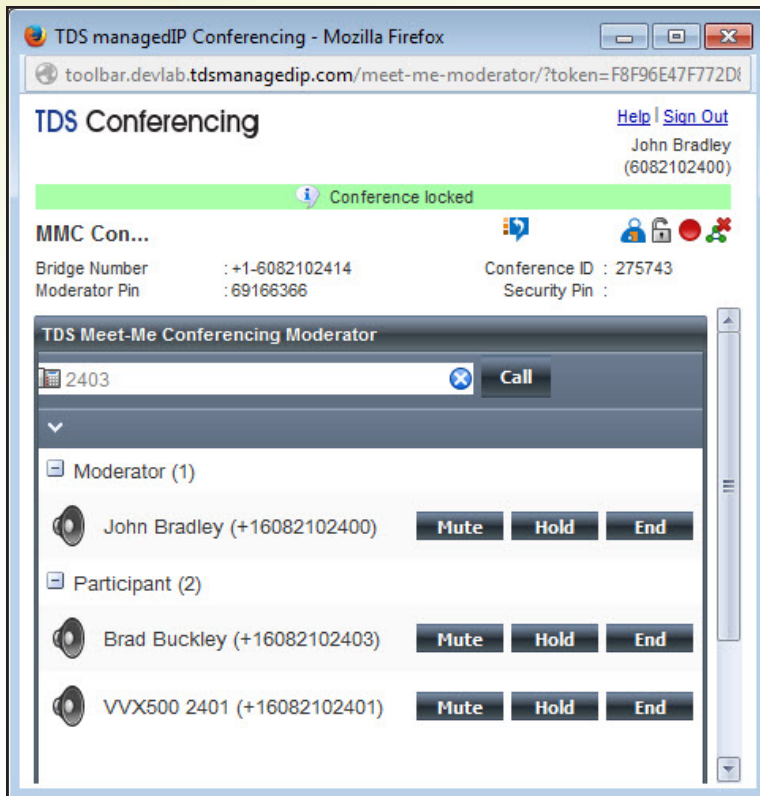 TDS managedIP Conferencing - Mozilla Firefox
toolbar.devlab.tdsmanagedip.com/meet-me-moderator/?token=F8F96E47F772D8
TDS Conferencing
Help | Sign Out
John Bradley
(6082102400)
Conference locked
MMC Con...
Bridge Number : +1-6082102414 Conference ID : 275743
Moderator Pin : 69166366 Security Pin :
TDS Meet-Me Conferencing Moderator
2403 Call
Moderator (1)
John Bradley (+16082102400) Mute Hold End
Participant (2)
Brad Buckley (+16082102403) Mute Hold End
VVX500 2401 (+16082102401) Mute Hold End